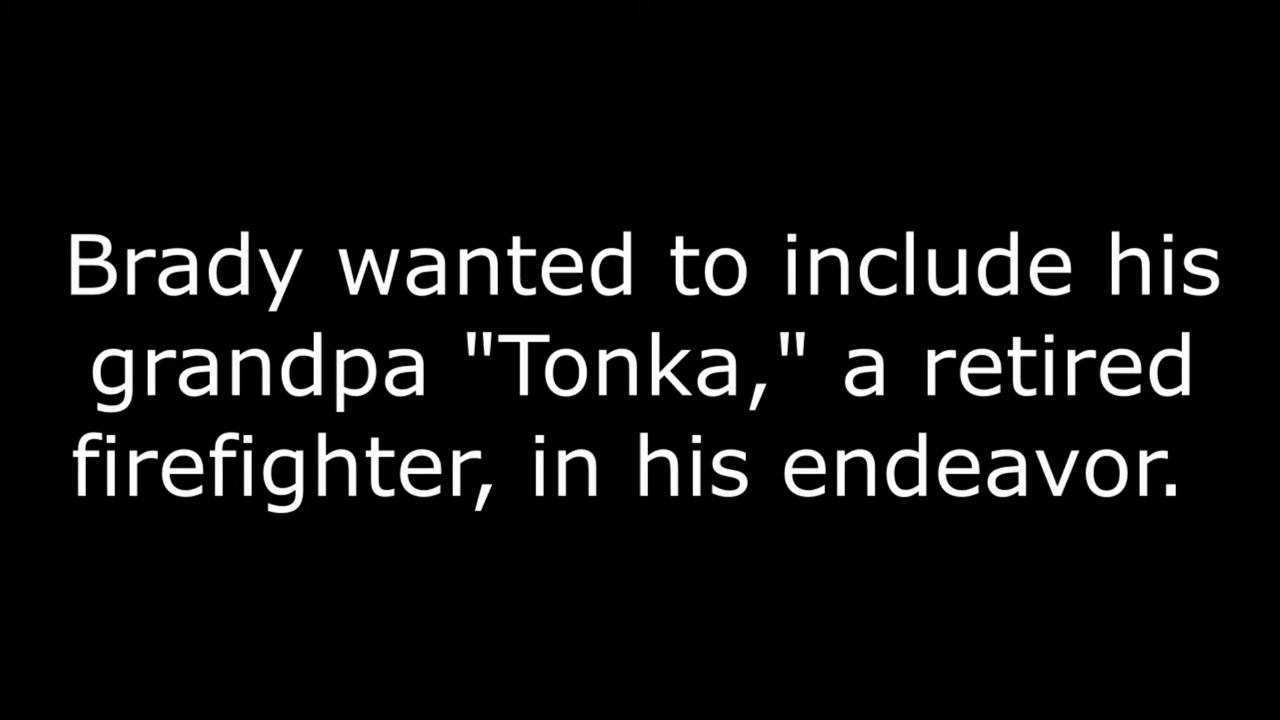 Brady wanted to include his
grandpa "Tonka," a retired
firefighter, in his endeavor.